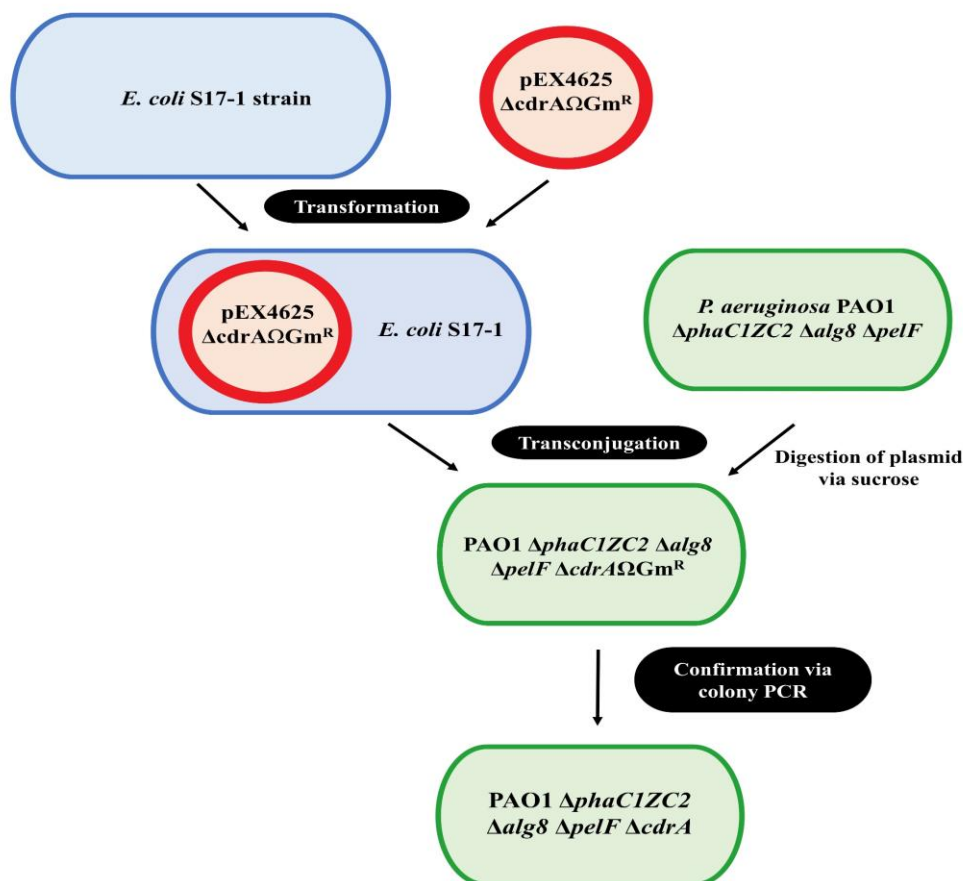 E. coli S17-1 strain
pEX4625
ΔcdrAΩGmᴿ
Transformation
pEX4625
ΔcdrAΩGmᴿ
E. coli S17-1
P. aeruginosa PAO1
ΔphaC1ZC2 Δalg8 ΔpelF
Transconjugation
Digestion of plasmid
via sucrose
PAO1 ΔphaC1ZC2 Δalg8
ΔpelF ΔcdrAΩGmᴿ
Confirmation via
colony PCR
PAO1 ΔphaC1ZC2
Δalg8 ΔpelF ΔcdrA